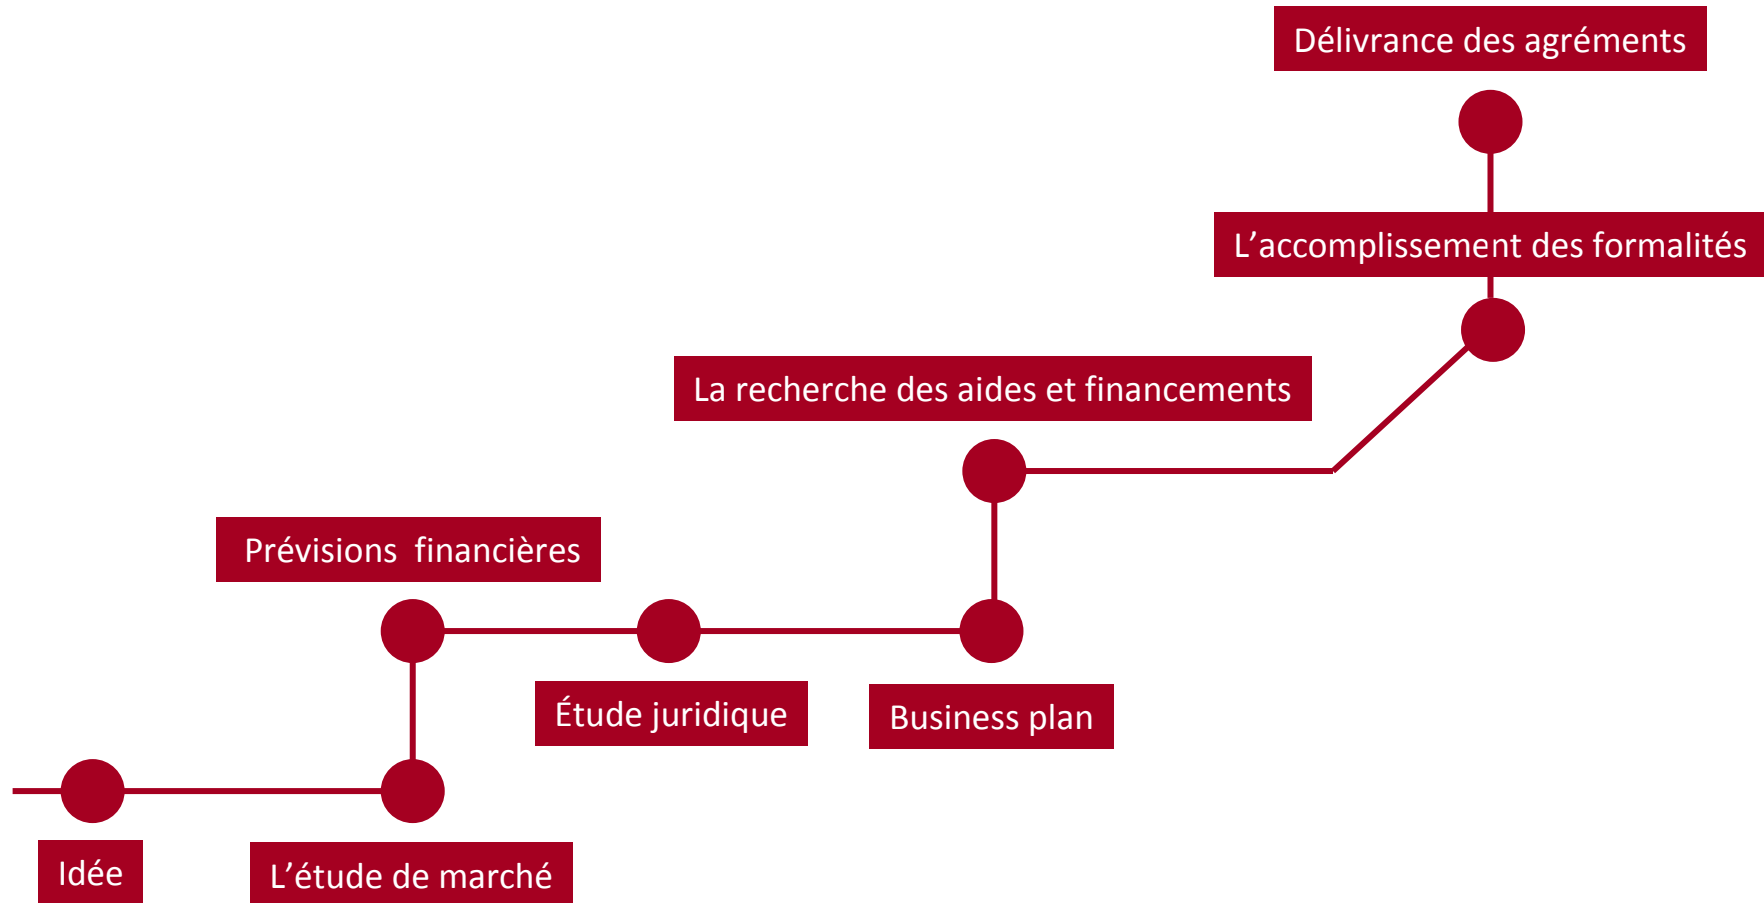 Délivrance des agréments
L’accomplissement des formalités
La recherche des aides et financements
Prévisions  financières
Étude juridique
Business plan
Idée
L’étude de marché